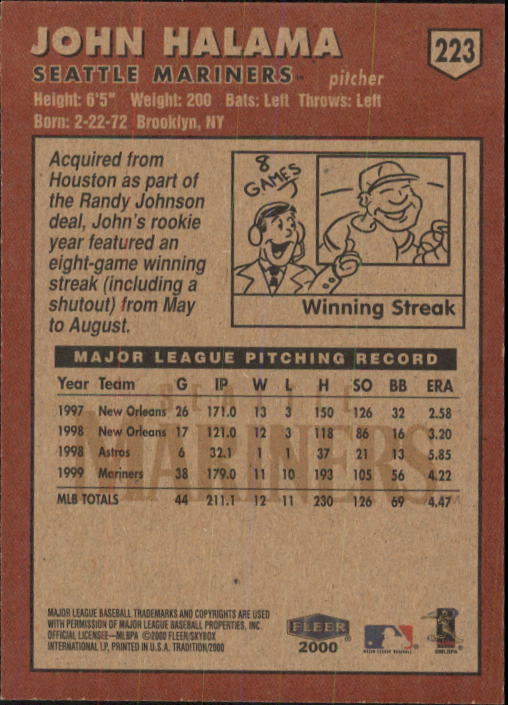 JOHN HALAMA
223
SEATTLE MARINERS™ pitcher
Height: 6'5" Weight: 200 Bats: Left Throws: Left
Born: 2-22-72 Brooklyn, NY
Acquired from
Houston as part of
the Randy Johnson
deal, John's rookie
year featured an
eight-game winning
streak (including a
shutout) from May
to August.
8
GAMES
Winning Streak
MAJOR LEAGUE PITCHING RECORD
Year Team G IP W L H SO BB ERA
1997 New Orleans 26 171.0 13 3 150 126 32 2.58
1998 New Orleans 17 121.0 12 3 118 86 16 3.20
1998 Astros 6 32.1 1 1 37 21 13 5.85
1999 Mariners 38 179.0 11 10 193 105 56 4.22
MLB TOTALS 44 211.1 12 11 230 126 69 4.47
SEATTLE
MARINERS
MAJOR LEAGUE BASEBALL TRADEMARKS AND COPYRIGHTS ARE USED
WITH PERMISSION OF MAJOR LEAGUE BASEBALL PROPERTIES, INC.
OFFICIAL LICENSEE—MLBPA ©2000 FLEER/SKYBOX
INTERNATIONAL LP, PRINTED IN U.S.A. TRADITION/2000
FLEER
2000
MAJOR LEAGUE BASEBALL
©MLBPA